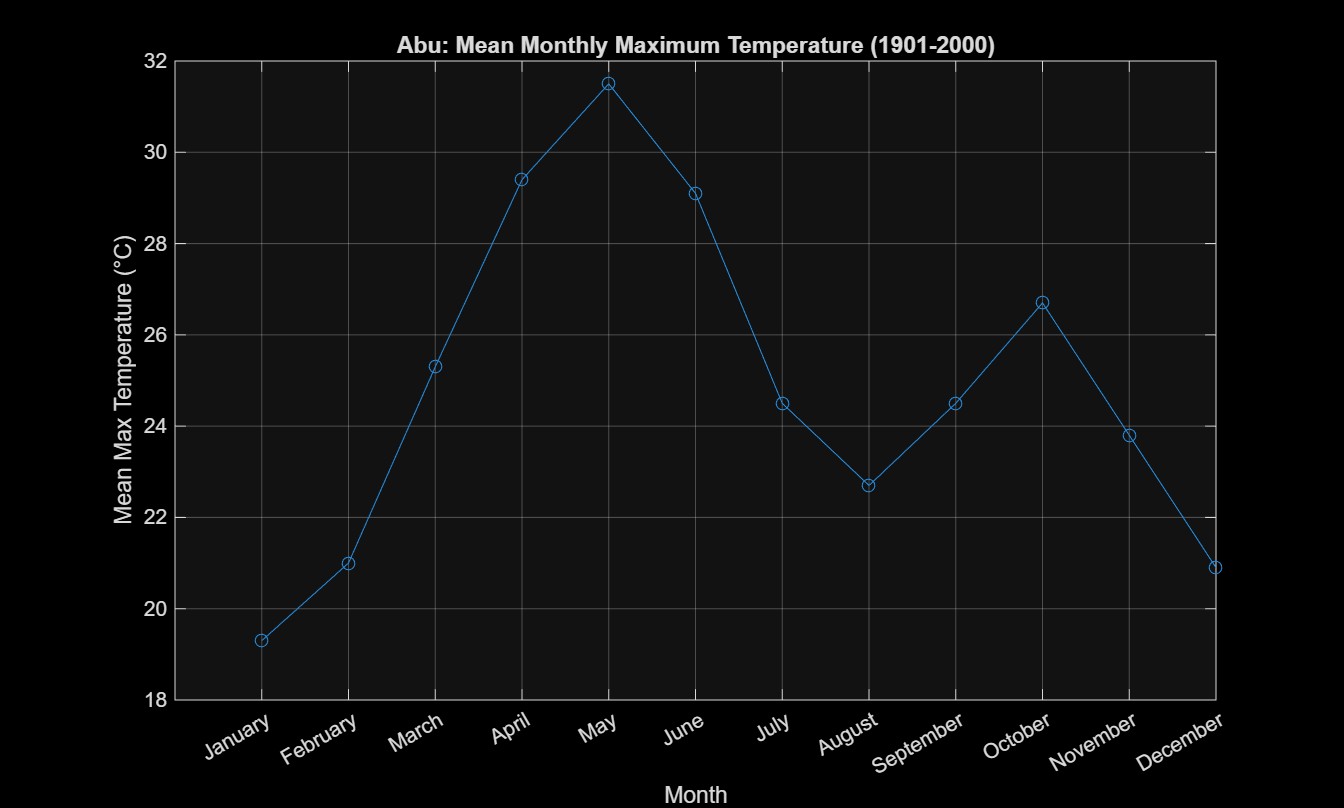 Abu: Mean Monthly Maximum Temperature (1901-2000)
Mean Max Temperature (°C)
32
30
28
26
24
22
20
18
January
February
March
April
May
June
July
August
September
October
November
December
Month